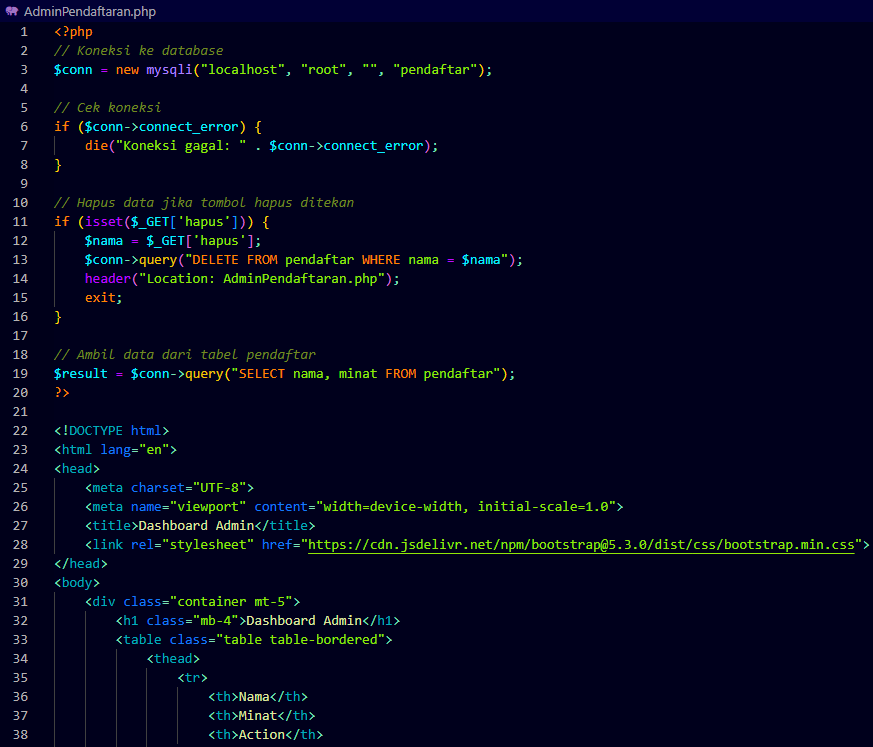 AdminPendaftaran.php
1 <?php
2 // Koneksi ke database
3 $conn = new mysqli("localhost", "root", "", "pendaftar");
4
5 // Cek koneksi
6 if ($conn->connect_error) {
7     die("Koneksi gagal: " . $conn->connect_error);
8 }
9
10 // Hapus data jika tombol hapus ditekan
11 if (isset($_GET['hapus'])) {
12     $nama = $_GET['hapus'];
13     $conn->query("DELETE FROM pendaftar WHERE nama = $nama");
14     header("Location: AdminPendaftaran.php");
15     exit;
16 }
17
18 // Ambil data dari tabel pendaftar
19 $result = $conn->query("SELECT nama, minat FROM pendaftar");
20 ?>
21
22 <!DOCTYPE html>
23 <html lang="en">
24 <head>
25     <meta charset="UTF-8">
26     <meta name="viewport" content="width=device-width, initial-scale=1.0">
27     <title>Dashboard Admin</title>
28     <link rel="stylesheet" href="https://cdn.jsdelivr.net/npm/bootstrap@5.3.0/dist/css/bootstrap.min.css">
29 </head>
30 <body>
31     <div class="container mt-5">
32         <h1 class="mb-4">Dashboard Admin</h1>
33         <table class="table table-bordered">
34             <thead>
35                 <tr>
36                     <th>Nama</th>
37                     <th>Minat</th>
38                     <th>Action</th>